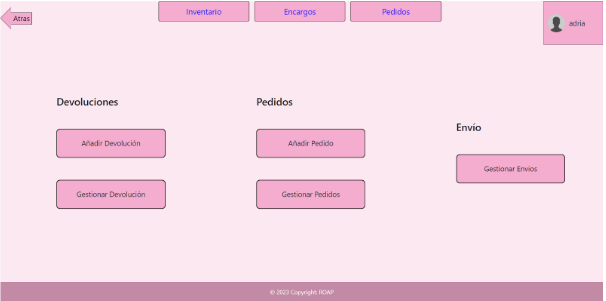 Atras
Inventario
Encargos
Pedidos
adria
Devoluciones
Añadir Devolución
Gestionar Devolución
Pedidos
Añadir Pedido
Gestionar Pedidos
Envío
Gestionar Envios
© 2023 Copyright: ROAP